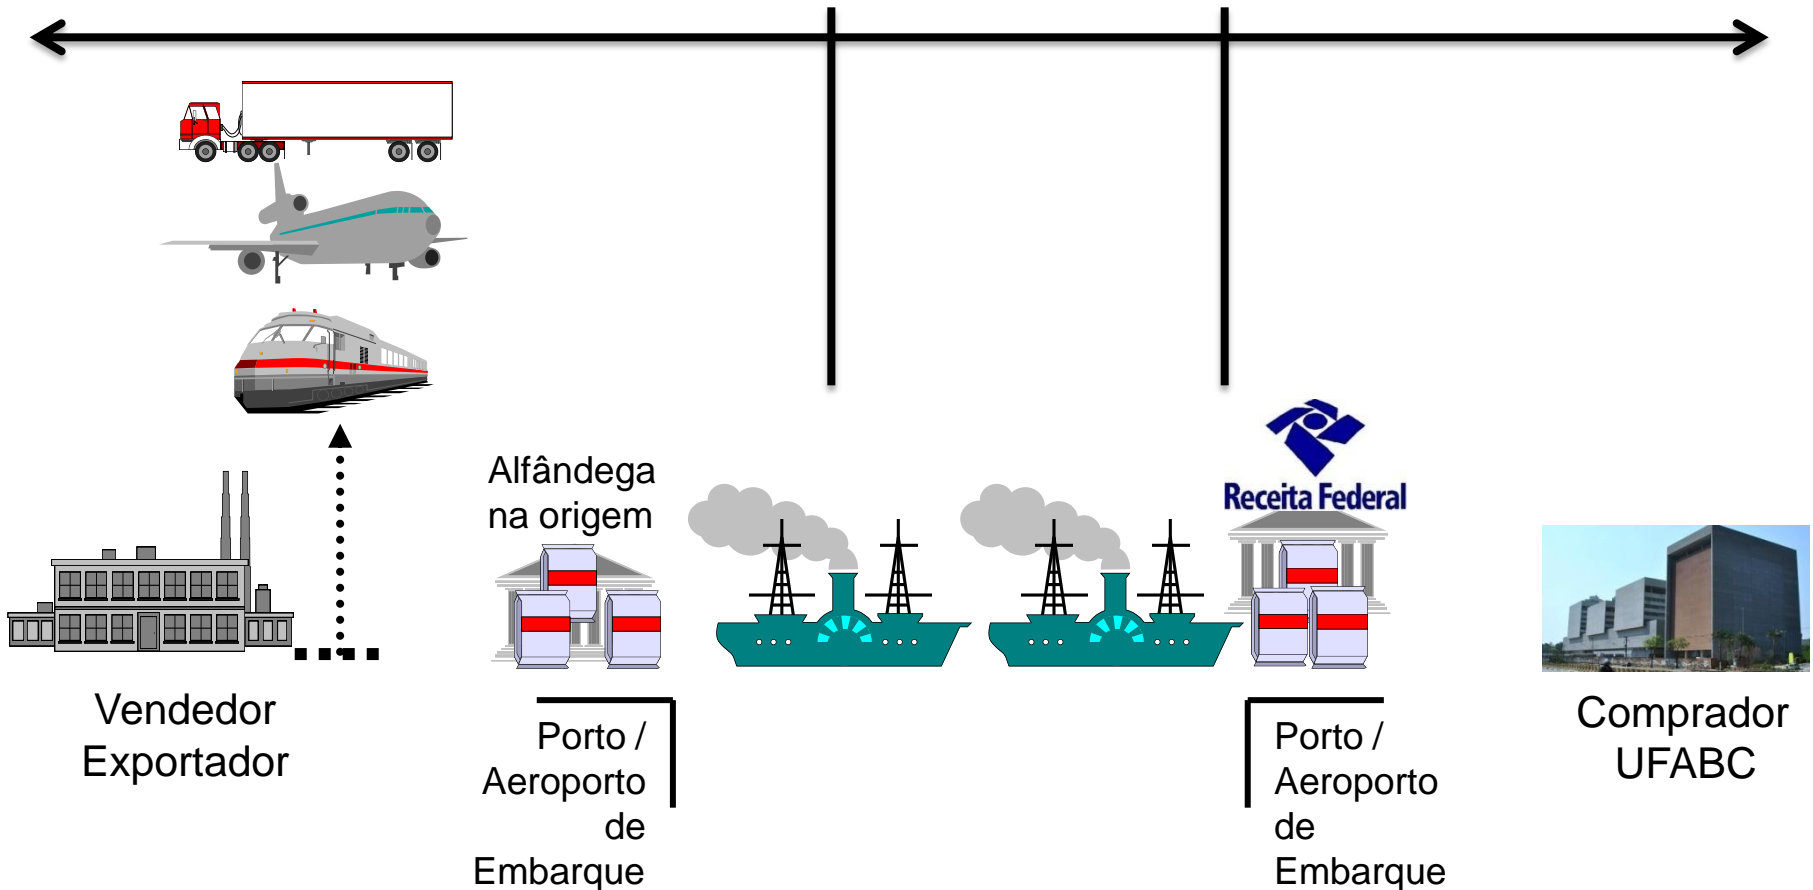 Alfândega
na origem
Receita Federal
Vendedor
Exportador
Porto /
Aeroporto
de
Embarque
Porto /
Aeroporto
de
Embarque
Comprador
UFABC